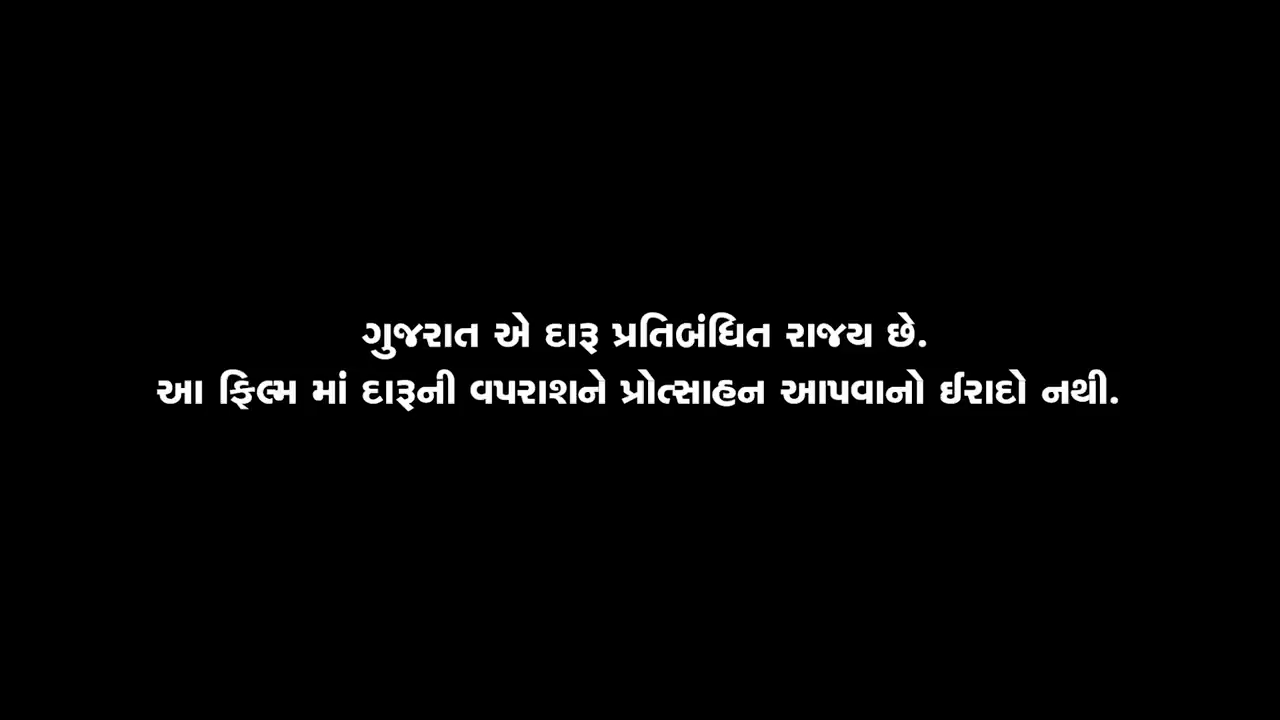 ગુજરાત એ દારૂ પ્રતિબંધિત રાજય છે.
આ ફિલ્મ માં દારૂની વપરાશને પ્રોત્સાહન આપવાનો ઈરાદો નથી.